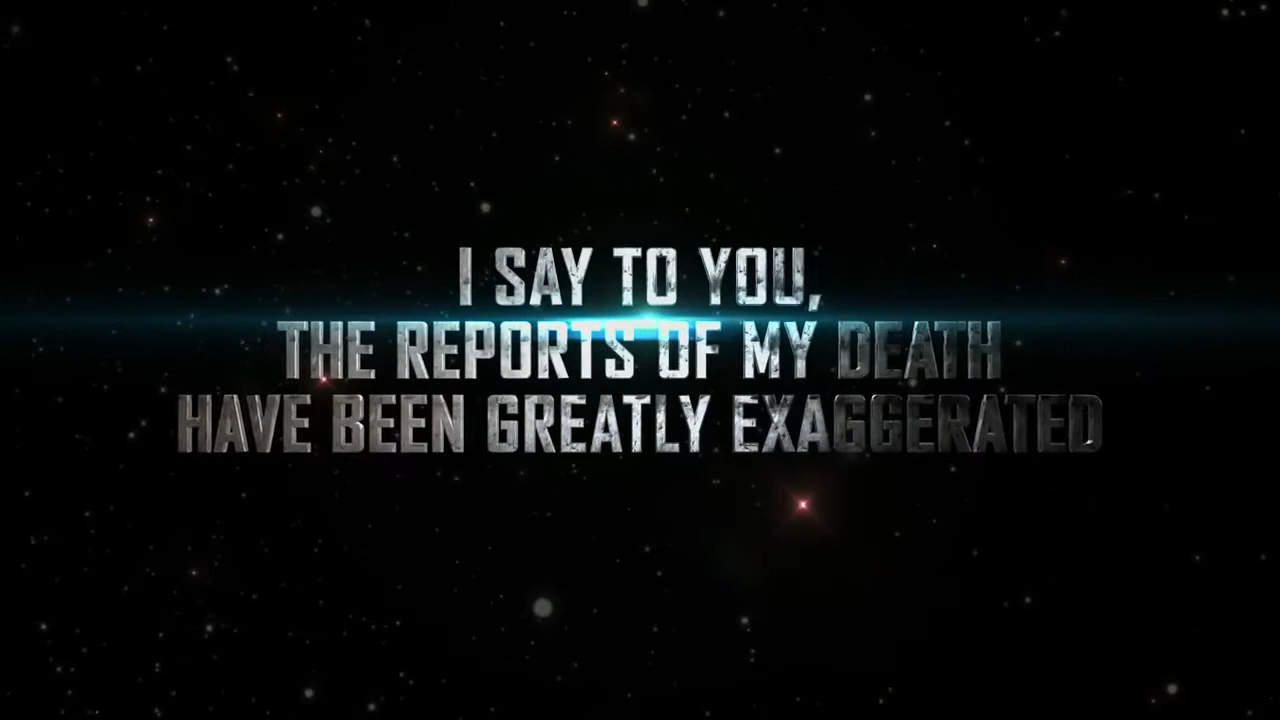 I SAY TO YOU,
THE REPORTS OF MY DEATH
HAVE BEEN GREATLY EXAGGERATED